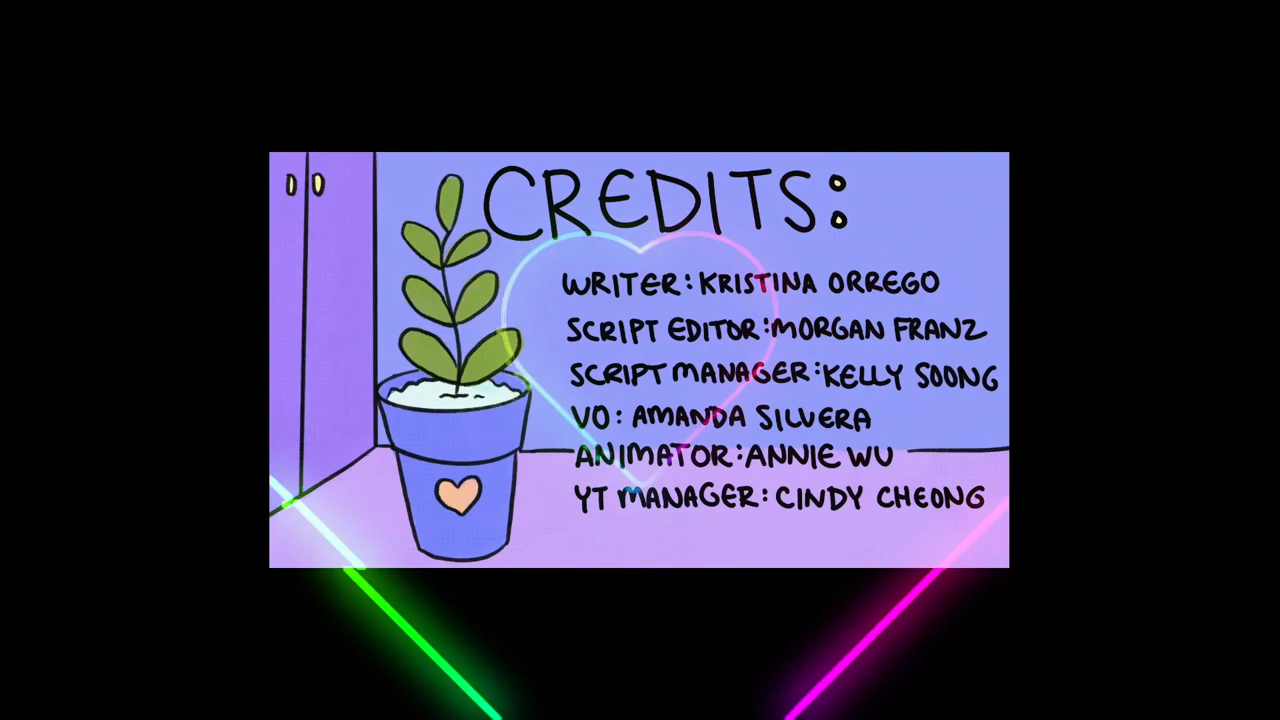 CREDITS:
WRITER: KRISTINA ORREGO
SCRIPT EDITOR: MORGAN FRANZ
SCRIPT MANAGER: KELLY SOONG
VO: AMANDA SILVERA
ANIMATOR: ANNIE WU
YT MANAGER: CINDY CHEONG